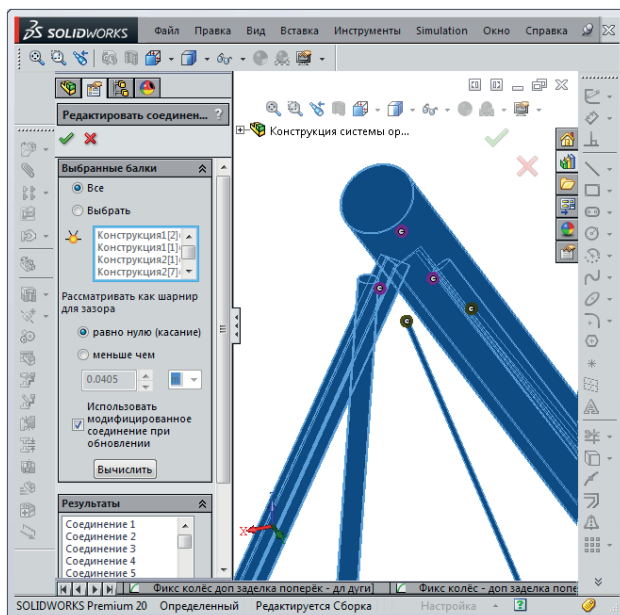 SOLIDWORKS Файл Правка Вид Вставка Инструменты Simulation Окно Справка
Редактировать соединен... ?
Конструкция системы ор...
Выбранные балки
Все
Выбрать
Конструкция1[2]
Конструкция1[1]
Конструкция2[1]
Конструкция2[7]
Рассматривать как шарнир
для зазора
равно нулю (касание)
меньше чем
0.0405
Использовать
модифицированное
соединение при
обновлении
Вычислить
Результаты
Соединение 1
Соединение 2
Соединение 3
Соединение 4
Соединение 5
C
C
C
C
C
X
Фикс колёс доп заделка поперёк - дл дуги
Фикс колёс - доп заделка попе
SOLIDWORKS Premium 20 Определенный Редактируется Сборка Настройка ?